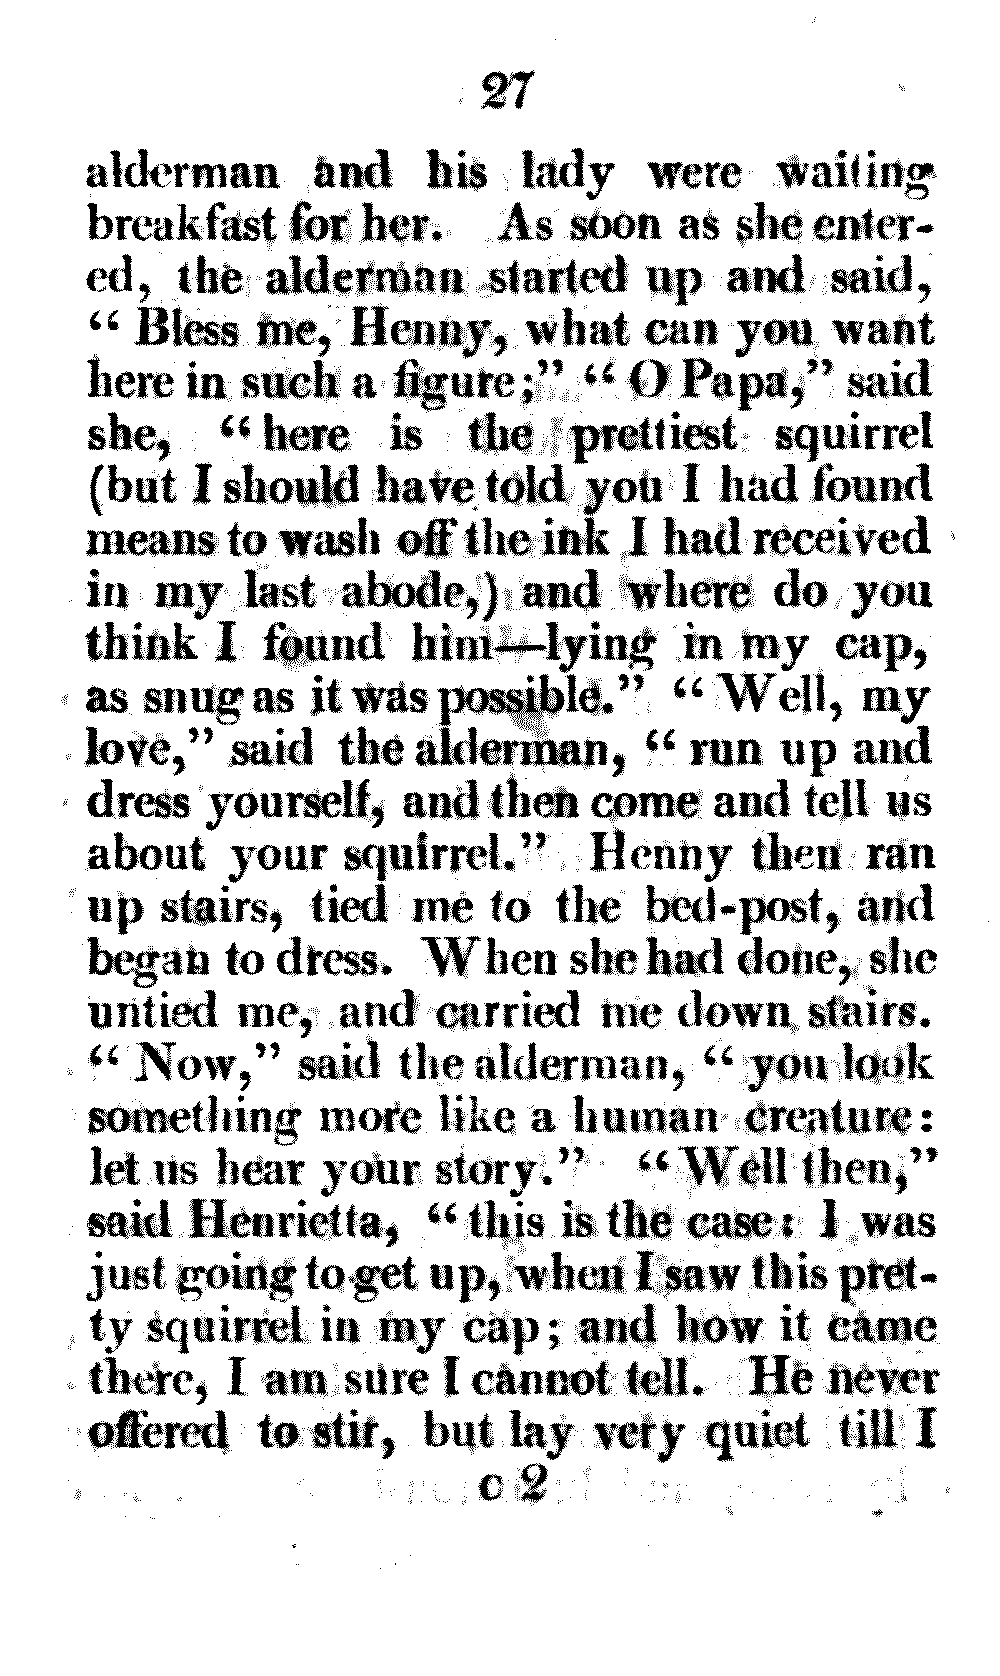 27
alderman and his lady were waiting
breakfast for her. As soon as she enter-
ed, the alderman started up and said,
“ Bless me, Henny, what can you want
here in such a figure;” “ O Papa,” said
she, “ here is the prettiest squirrel
(but I should have told you I had found
means to wash off the ink I had received
in my last abode,) and where do you
think I found him—lying in my cap,
as snug as it was possible.” “ Well, my
love,” said the alderman, “ run up and
dress yourself, and then come and tell us
about your squirrel.” Henny then ran
up stairs, tied me to the bed-post, and
began to dress. When she had done, she
untied me, and carried me down stairs.
“ Now,” said the alderman, “ you look
something more like a human creature:
let us hear your story.” “ Well then,”
said Henrietta, “ this is the case: I was
just going to get up, when I saw this pret-
ty squirrel in my cap; and how it came
there, I am sure I cannot tell. He never
offered to stir, but lay very quiet till I
C 2